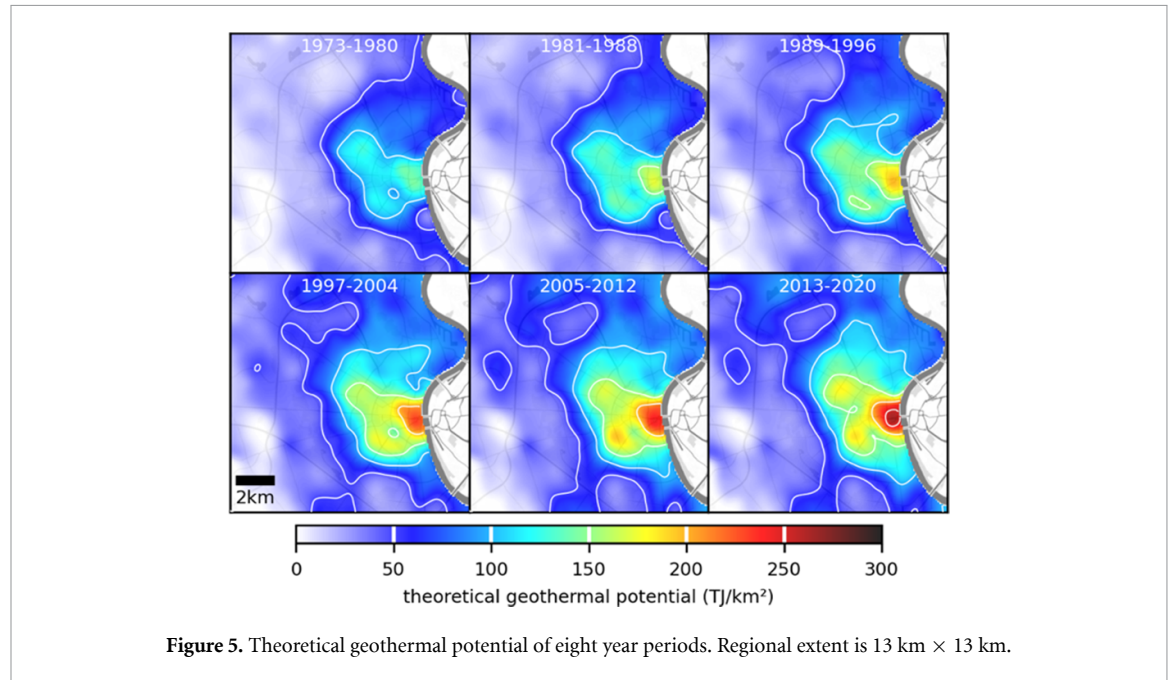 1973-1980 1981-1988 1989-1996
1997-2004 2005-2012 2013-2020
2km
0 50 100 150 200 250 300
theoretical geothermal potential (TJ/km²)
Figure 5. Theoretical geothermal potential of eight year periods. Regional extent is 13 km × 13 km.